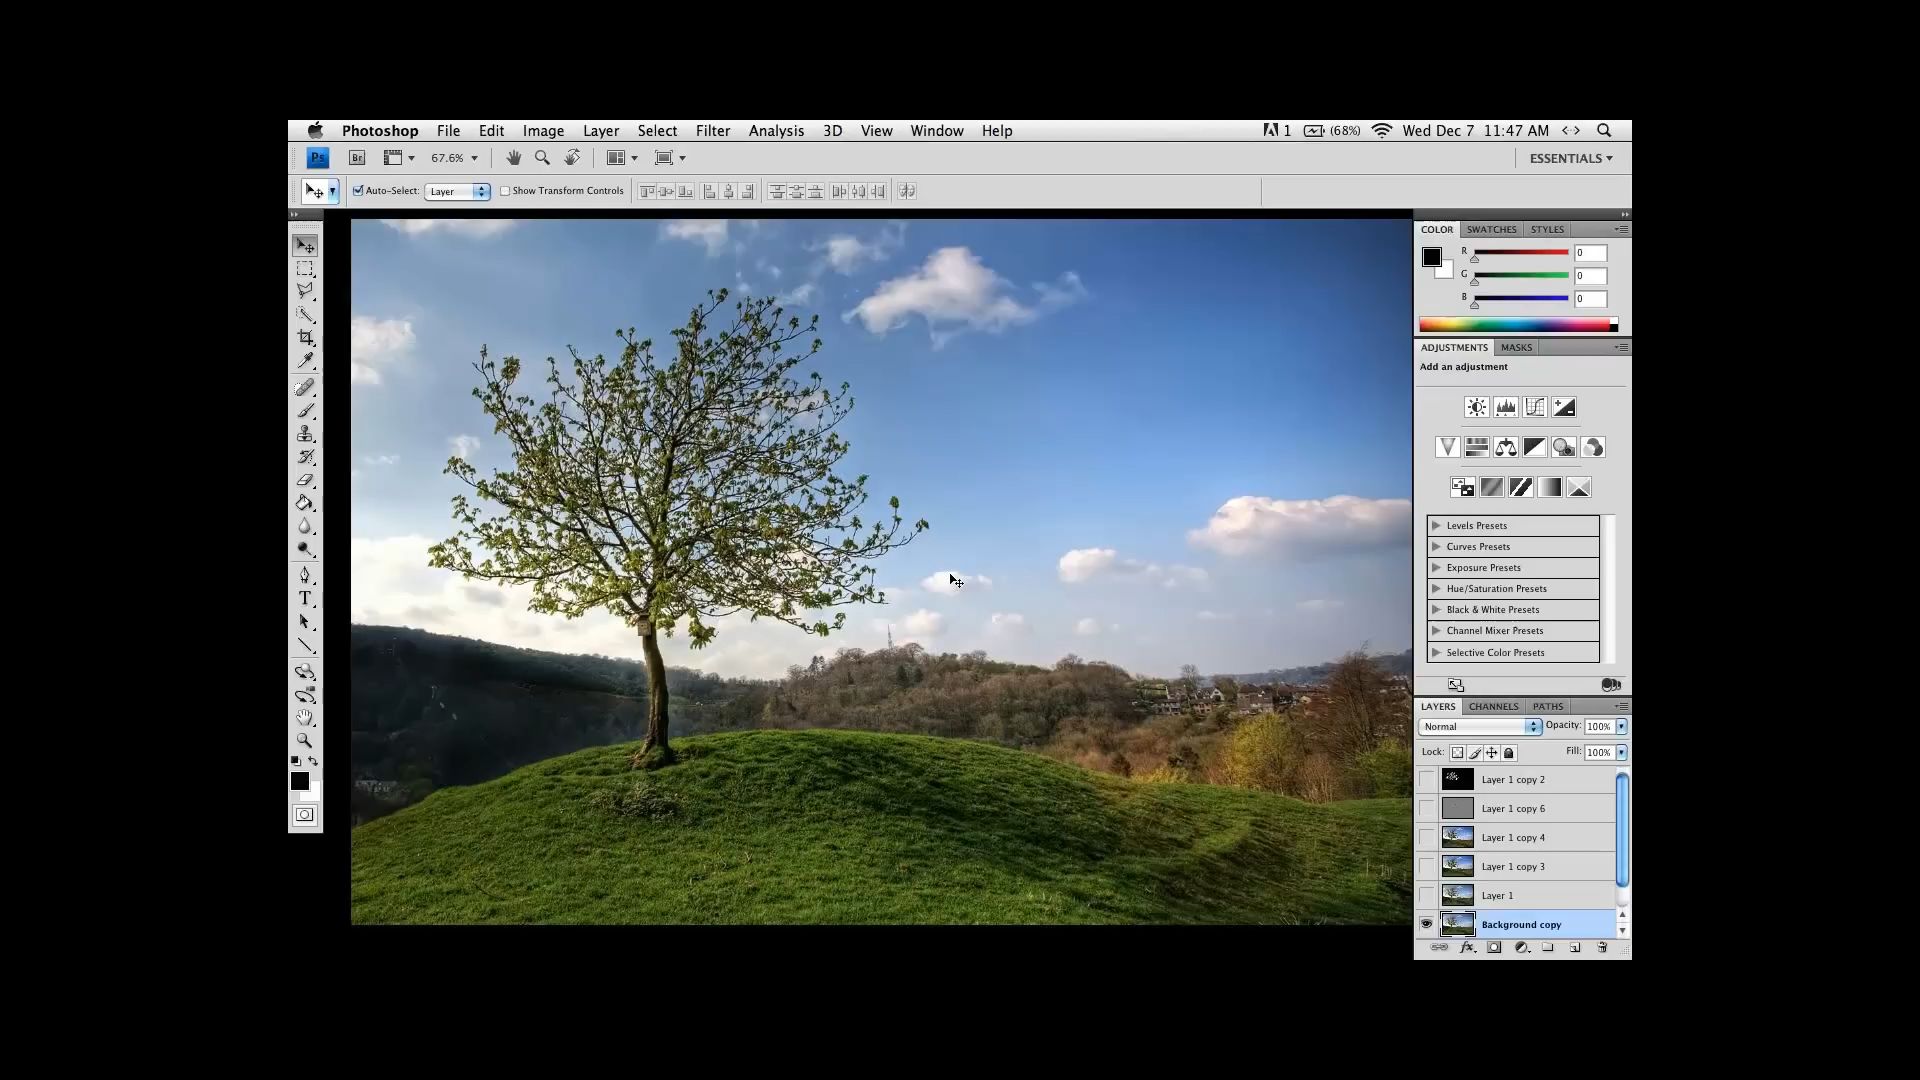 Photoshop File Edit Image Layer Select Filter Analysis 3D View Window Help 1 (68%) Wed Dec 7 11:47 AM
Ps Br 67.6% ESSENTIALS
Auto-Select: Layer Show Transform Controls
COLOR SWATCHES STYLES
R 0
G 0
B 0
ADJUSTMENTS MASKS
Add an adjustment
Levels Presets
Curves Presets
Exposure Presets
Hue/Saturation Presets
Black & White Presets
Channel Mixer Presets
Selective Color Presets
LAYERS CHANNELS PATHS
Normal Opacity: 100%
Lock: Fill: 100%
Layer 1 copy 2
Layer 1 copy 6
Layer 1 copy 4
Layer 1 copy 3
Layer 1
Background copy
fx
T